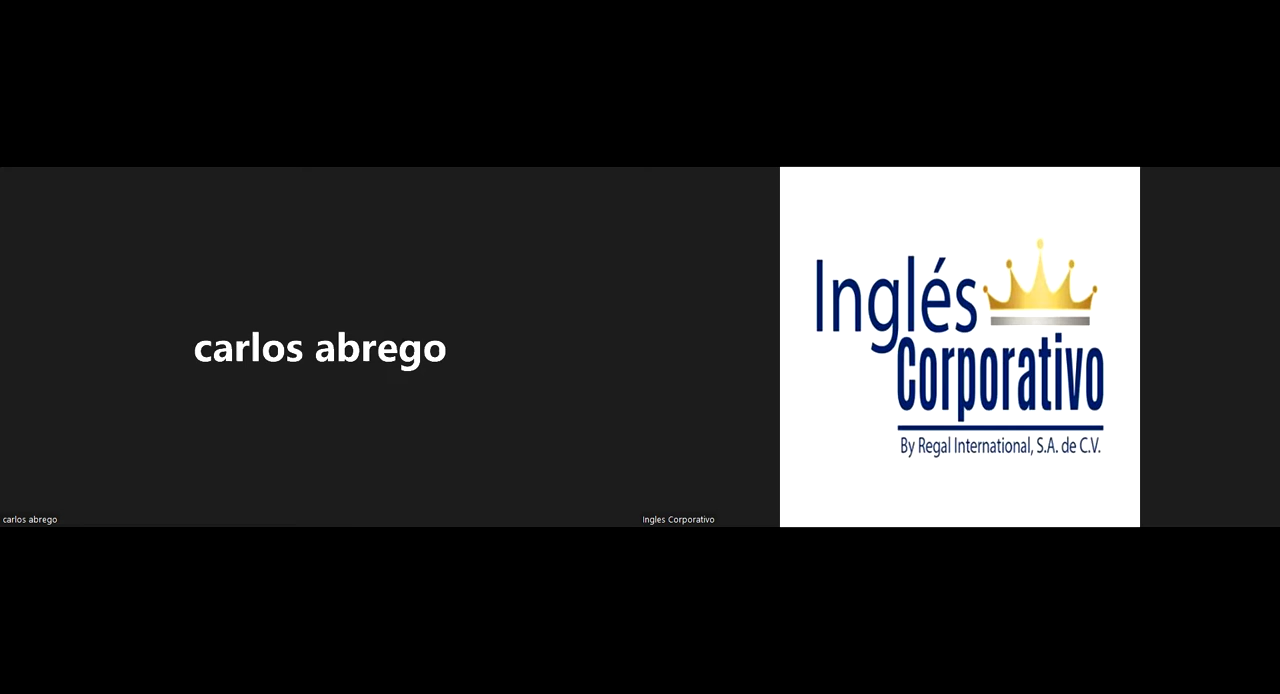 carlos abrego
carlos abrego
Inglés
Corporativo
By Regal International, S.A. de C.V.
Ingles Corporativo